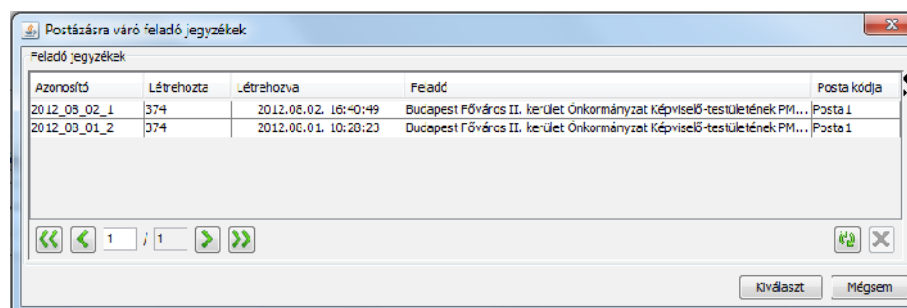 Postázásra váró feladó jegyzékek
Feladó jegyzékek
Azonosító Létrehozta Létrehozva Feladó Posta kódja
2012_08_02_1 374 2012.08.02. 16:40:49 Budapest Főváros II. kerület Önkormányzat Képviselő-testületének PM... Posta1
2012_08_01_2 374 2012.08.01. 10:28:23 Budapest Főváros II. kerület Önkormányzat Képviselő-testületének PM... Posta1
1 / 1
Kiválaszt Mégsem